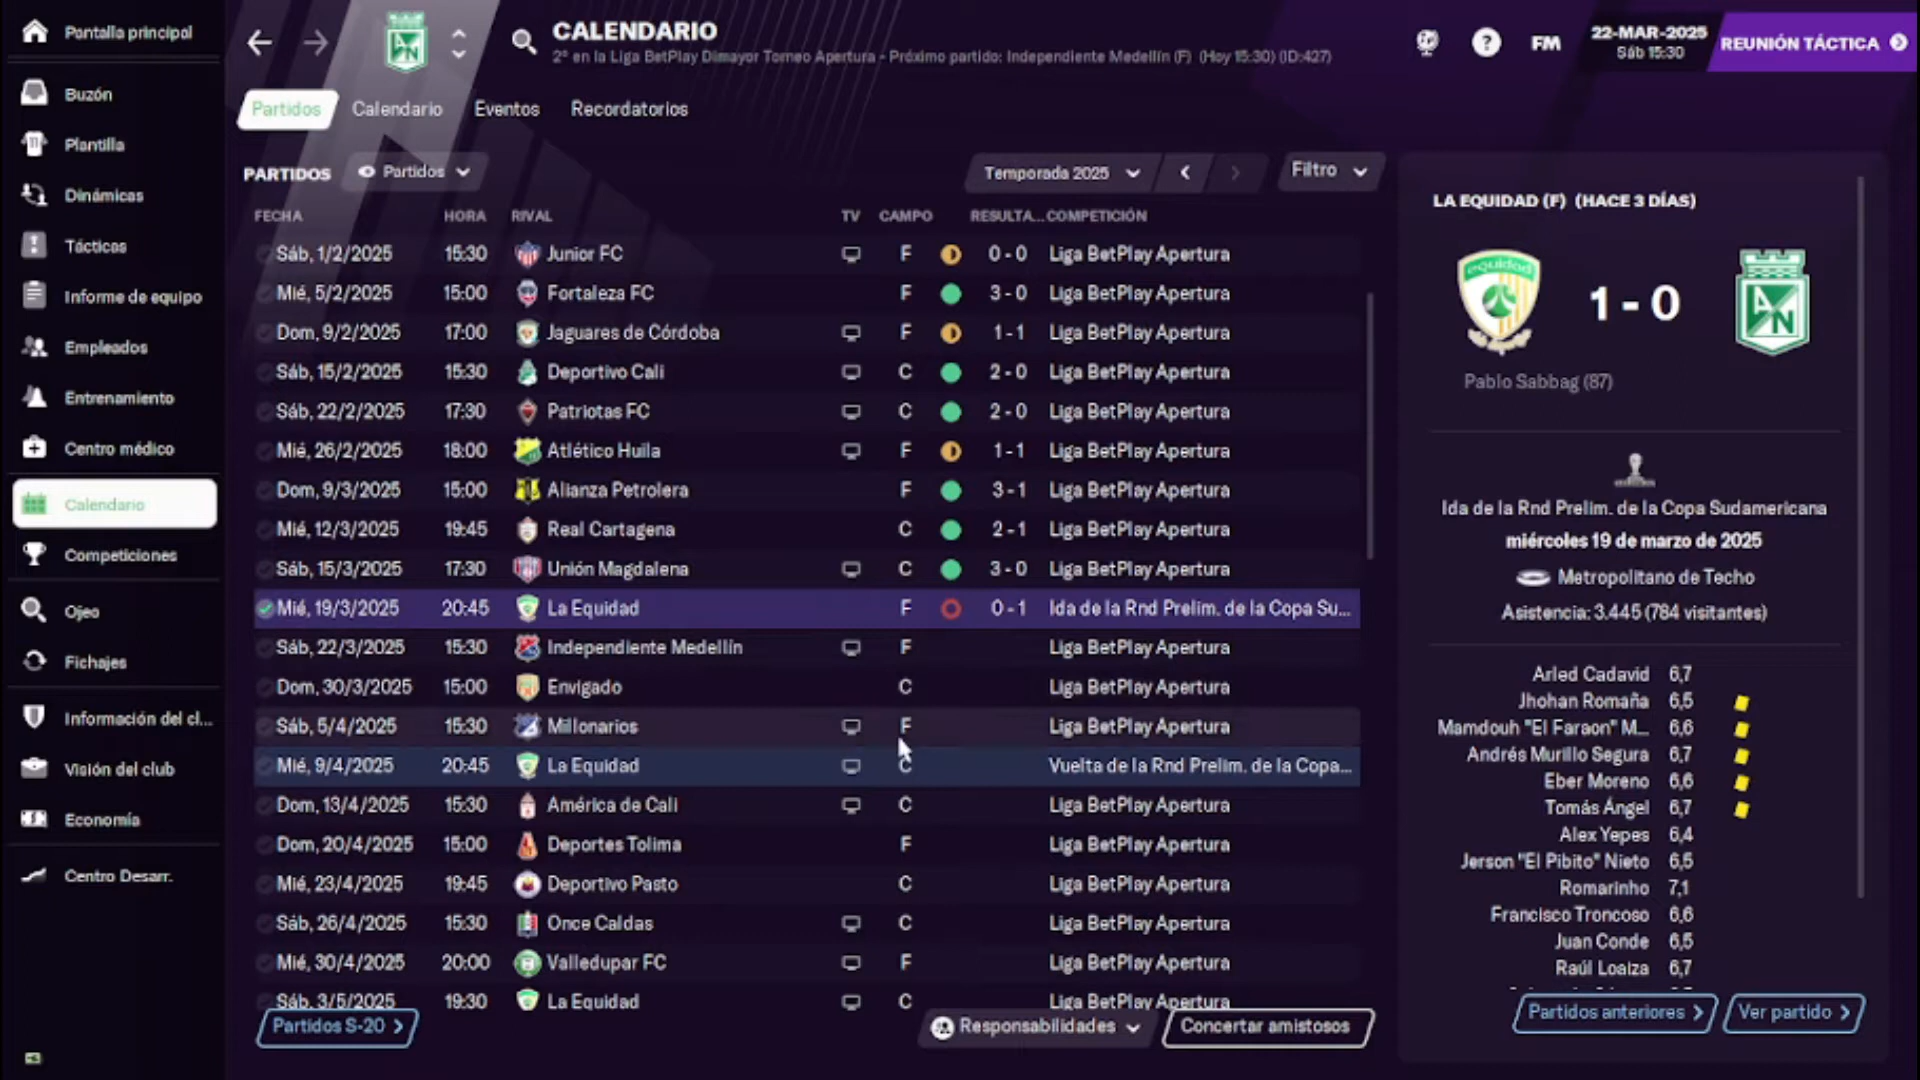 Pantalla principal
Buzón
Plantilla
Dinámicas
Tácticas
Informe de equipo
Empleados
Entrenamiento
Centro médico
Calendario
Competiciones
Ojeo
Fichajes
Información del cl...
Visión del club
Economía
Centro Desarr.
CALENDARIO
2º en la Liga BetPlay Dimayor Torneo Apertura - Próximo partido: Independiente Medellín (F) (Hoy 15:30) (ID:427)
? FM
22-MAR-2025
Sáb 15:30
REUNIÓN TÁCTICA
Partidos Calendario Eventos Recordatorios
PARTIDOS Partidos Temporada 2025 Filtro
FECHA HORA RIVAL TV CAMPO RESULTA... COMPETICIÓN
Sáb, 1/2/2025 15:30 Junior FC F 0 - 0 Liga BetPlay Apertura
Mié, 5/2/2025 15:00 Fortaleza FC F 3 - 0 Liga BetPlay Apertura
Dom, 9/2/2025 17:00 Jaguares de Córdoba F 1 - 1 Liga BetPlay Apertura
Sáb, 15/2/2025 15:30 Deportivo Cali C 2 - 0 Liga BetPlay Apertura
Sáb, 22/2/2025 17:30 Patriotas FC C 2 - 0 Liga BetPlay Apertura
Mié, 26/2/2025 18:00 Atlético Huila F 1 - 1 Liga BetPlay Apertura
Dom, 9/3/2025 15:00 Alianza Petrolera F 3 - 1 Liga BetPlay Apertura
Mié, 12/3/2025 19:45 Real Cartagena C 2 - 1 Liga BetPlay Apertura
Sáb, 15/3/2025 17:30 Unión Magdalena C 3 - 0 Liga BetPlay Apertura
Mié, 19/3/2025 20:45 La Equidad F 0 - 1 Ida de la Rnd Prelim. de la Copa Su...
Sáb, 22/3/2025 15:30 Independiente Medellín F Liga BetPlay Apertura
Dom, 30/3/2025 15:00 Envigado C Liga BetPlay Apertura
Sáb, 5/4/2025 15:30 Millonarios F Liga BetPlay Apertura
Mié, 9/4/2025 20:45 La Equidad C Vuelta de la Rnd Prelim. de la Copa...
Dom, 13/4/2025 15:30 América de Cali C Liga BetPlay Apertura
Dom, 20/4/2025 15:00 Deportes Tolima F Liga BetPlay Apertura
Mié, 23/4/2025 19:45 Deportivo Pasto C Liga BetPlay Apertura
Sáb, 26/4/2025 15:30 Once Caldas C Liga BetPlay Apertura
Mié, 30/4/2025 20:00 Valledupar FC F Liga BetPlay Apertura
Sáb, 3/5/2025 19:30 La Equidad C Liga BetPlay Apertura
Partidos S-20 Responsabilidades Concertar amistosos
LA EQUIDAD (F) (HACE 3 DÍAS)
equidad 1 - 0 AN
Pablo Sabbag (87)
Ida de la Rnd Prelim. de la Copa Sudamericana
miércoles 19 de marzo de 2025
Metropolitano de Techo
Asistencia: 3.445 (784 visitantes)
Arled Cadavid 6,7
Jhohan Romaña 6,5
Mamdouh "El Faraon" M... 6,6
Andrés Murillo Segura 6,7
Eber Moreno 6,6
Tomás Ángel 6,7
Alex Yepes 6,4
Jerson "El Pibito" Nieto 6,5
Romarinho 7,1
Francisco Troncoso 6,6
Juan Conde 6,5
Raúl Loaiza 6,7
Partidos anteriores Ver partido